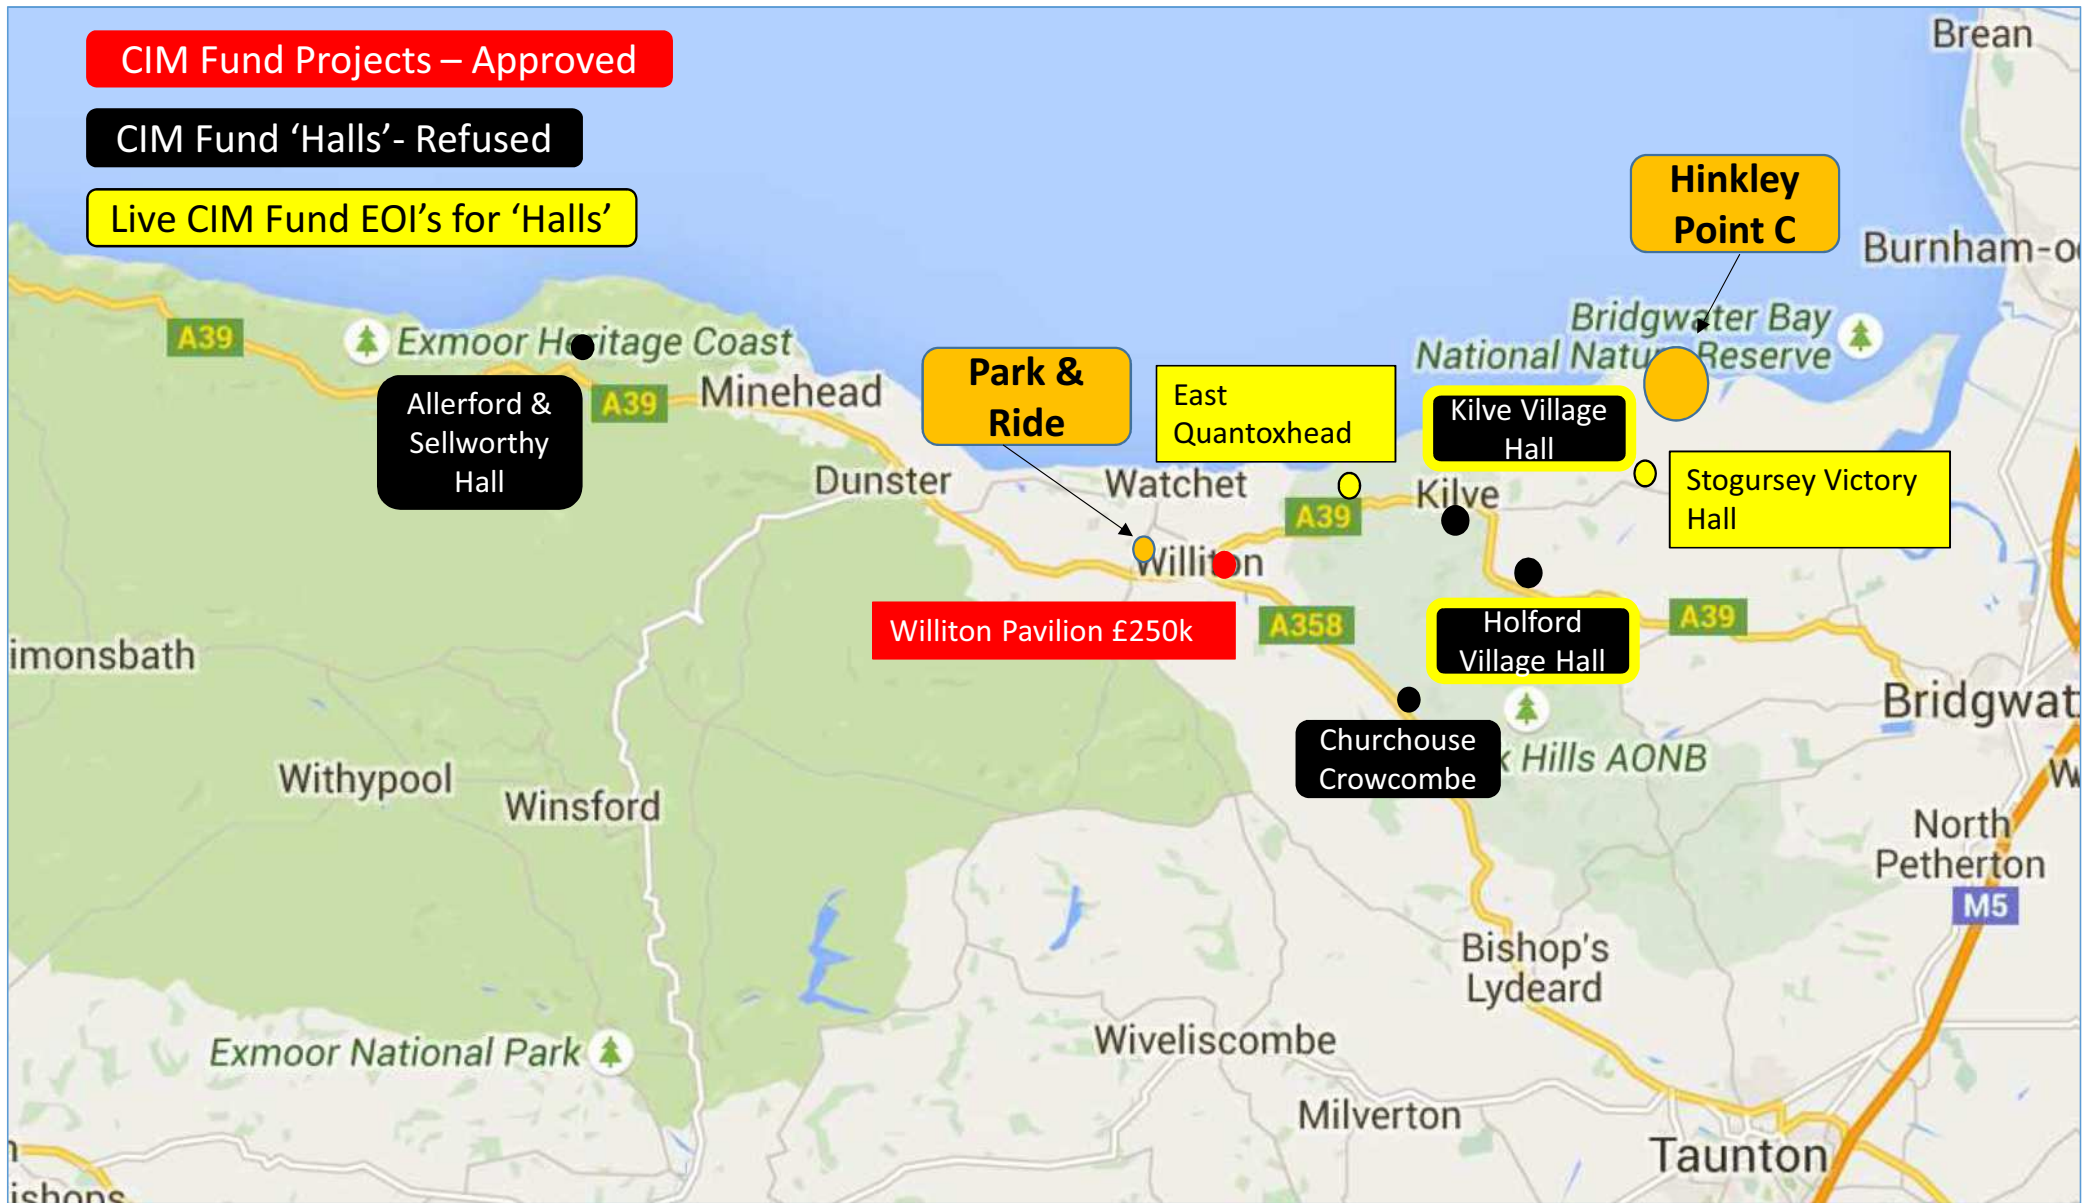 CIM Fund Projects – Approved
CIM Fund ‘Halls’- Refused
Live CIM Fund EOI’s for ‘Halls’
Brean
Hinkley
Point C
Burnham-o
Bridgwater Bay
National Nature Reserve
A39
Exmoor Heritage Coast
Allerford &
Sellworthy
Hall
A39
Minehead
Park &
Ride
East
Quantoxhead
Kilve Village
Hall
Stogursey Victory
Hall
Dunster
Watchet
A39
Kilve
Williton
Williton Pavilion £250k
A358
Holford
Village Hall
A39
imonsbath
Bridgwat
Churchouse
Crowcombe
k Hills AONB
W
Withypool
Winsford
North
Petherton
M5
Bishop's
Lydeard
Exmoor National Park
Wiveliscombe
Milverton
Taunton
ishops